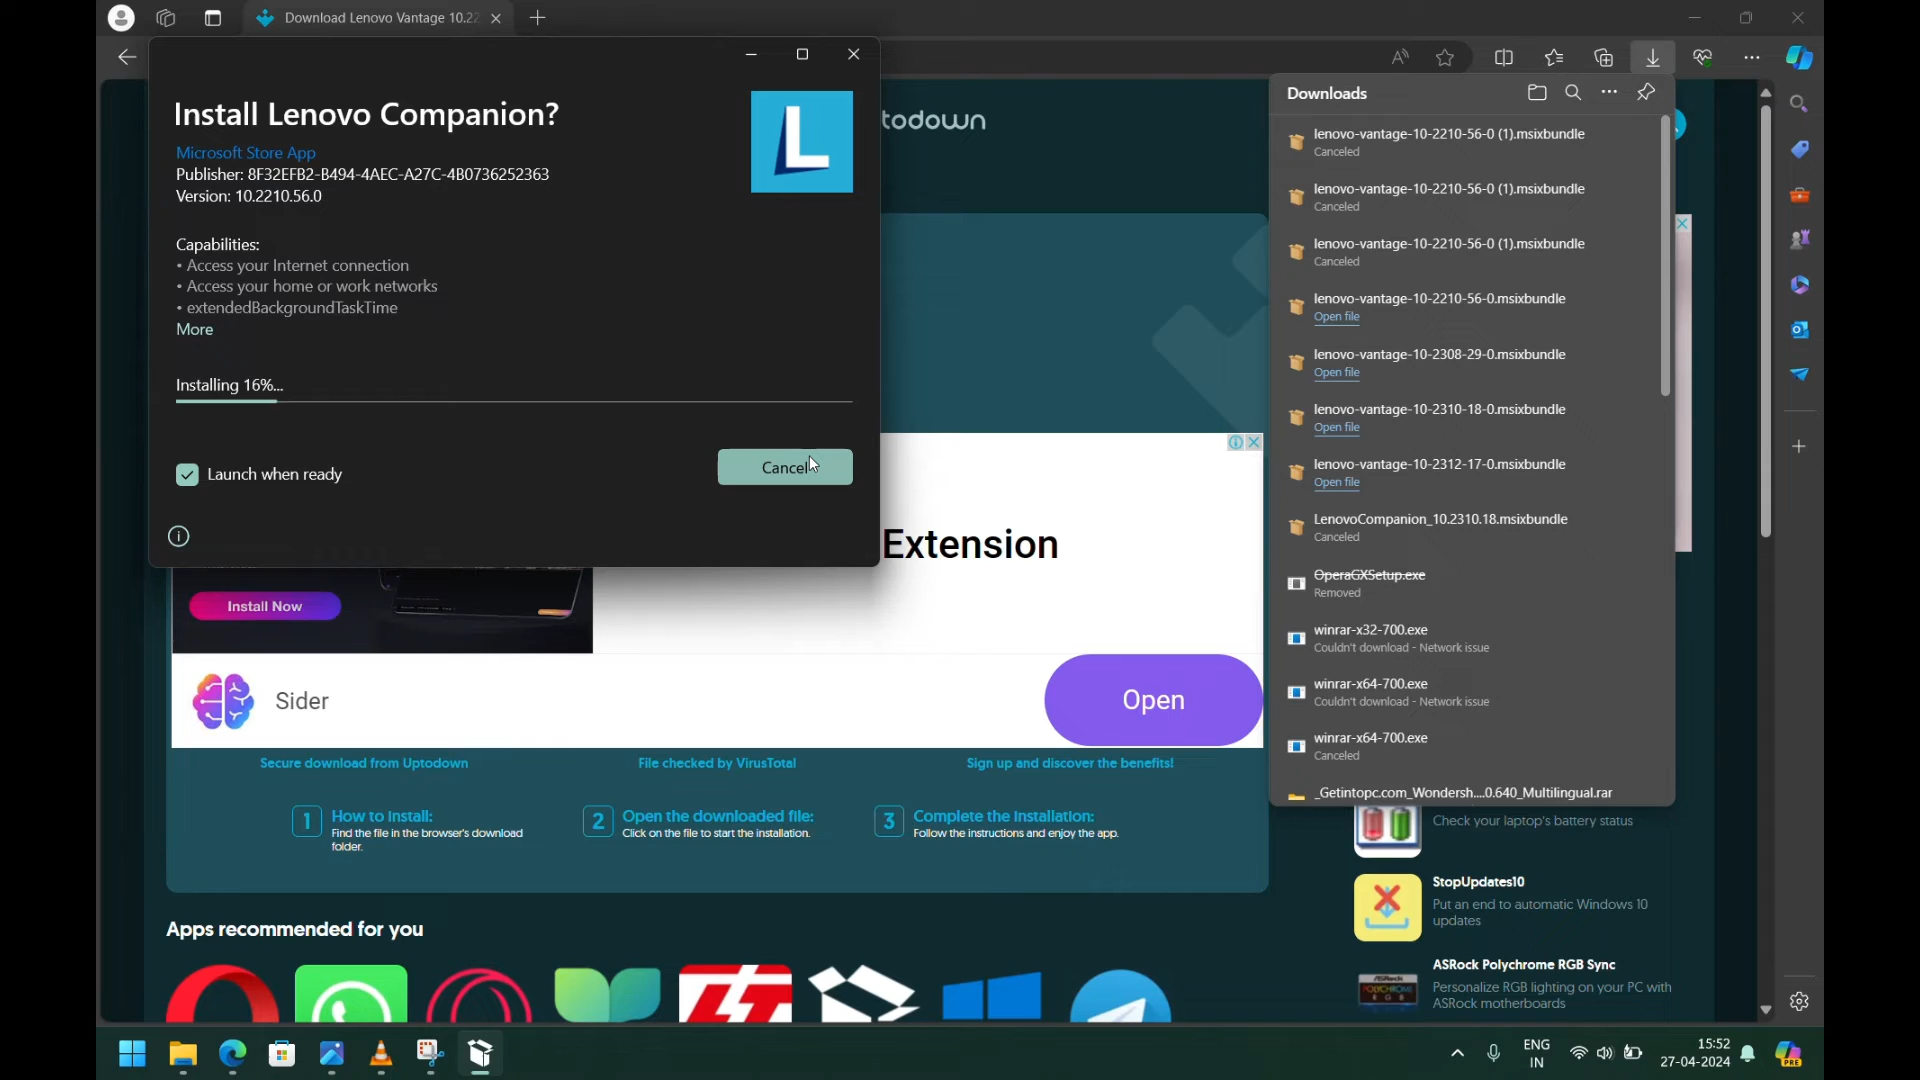 Download Lenovo Vantage 10.22
Install Lenovo Companion?
Microsoft Store App
Publisher: 8F32EFB2-B494-4AEC-A27C-4B0736252363
Version: 10.2210.56.0
Capabilities:
• Access your Internet connection
• Access your home or work networks
• extendedBackgroundTaskTime
More
Installing 16%...
Launch when ready
Cancel
L
todown
Extension
Install Now
Sider
Open
Secure download from Uptodown
File checked by VirusTotal
Sign up and discover the benefits!
1 How to Install:
Find the file in the browser's download
folder.
2 Open the downloaded file:
Click on the file to start the installation.
3 Complete the Installation:
Follow the instructions and enjoy the app.
Apps recommended for you
Downloads
lenovo-vantage-10-2210-56-0 (1).msixbundle
Canceled
lenovo-vantage-10-2210-56-0 (1).msixbundle
Canceled
lenovo-vantage-10-2210-56-0 (1).msixbundle
Canceled
lenovo-vantage-10-2210-56-0.msixbundle
Open file
lenovo-vantage-10-2308-29-0.msixbundle
Open file
lenovo-vantage-10-2310-18-0.msixbundle
Open file
lenovo-vantage-10-2312-17-0.msixbundle
Open file
LenovoCompanion_10.2310.18.msixbundle
Canceled
OperaGXSetup.exe
Removed
winrar-x32-700.exe
Couldn't download - Network issue
winrar-x64-700.exe
Couldn't download - Network issue
winrar-x64-700.exe
Canceled
_Getintopc.com_Wondersh....0.640_Multilingual.rar
Check your laptop's battery status
StopUpdates10
Put an end to automatic Windows 10
updates
ASRock Polychrome RGB Sync
Personalize RGB lighting on your PC with
ASRock motherboards
ENG
IN
15:52
27-04-2024
PRE